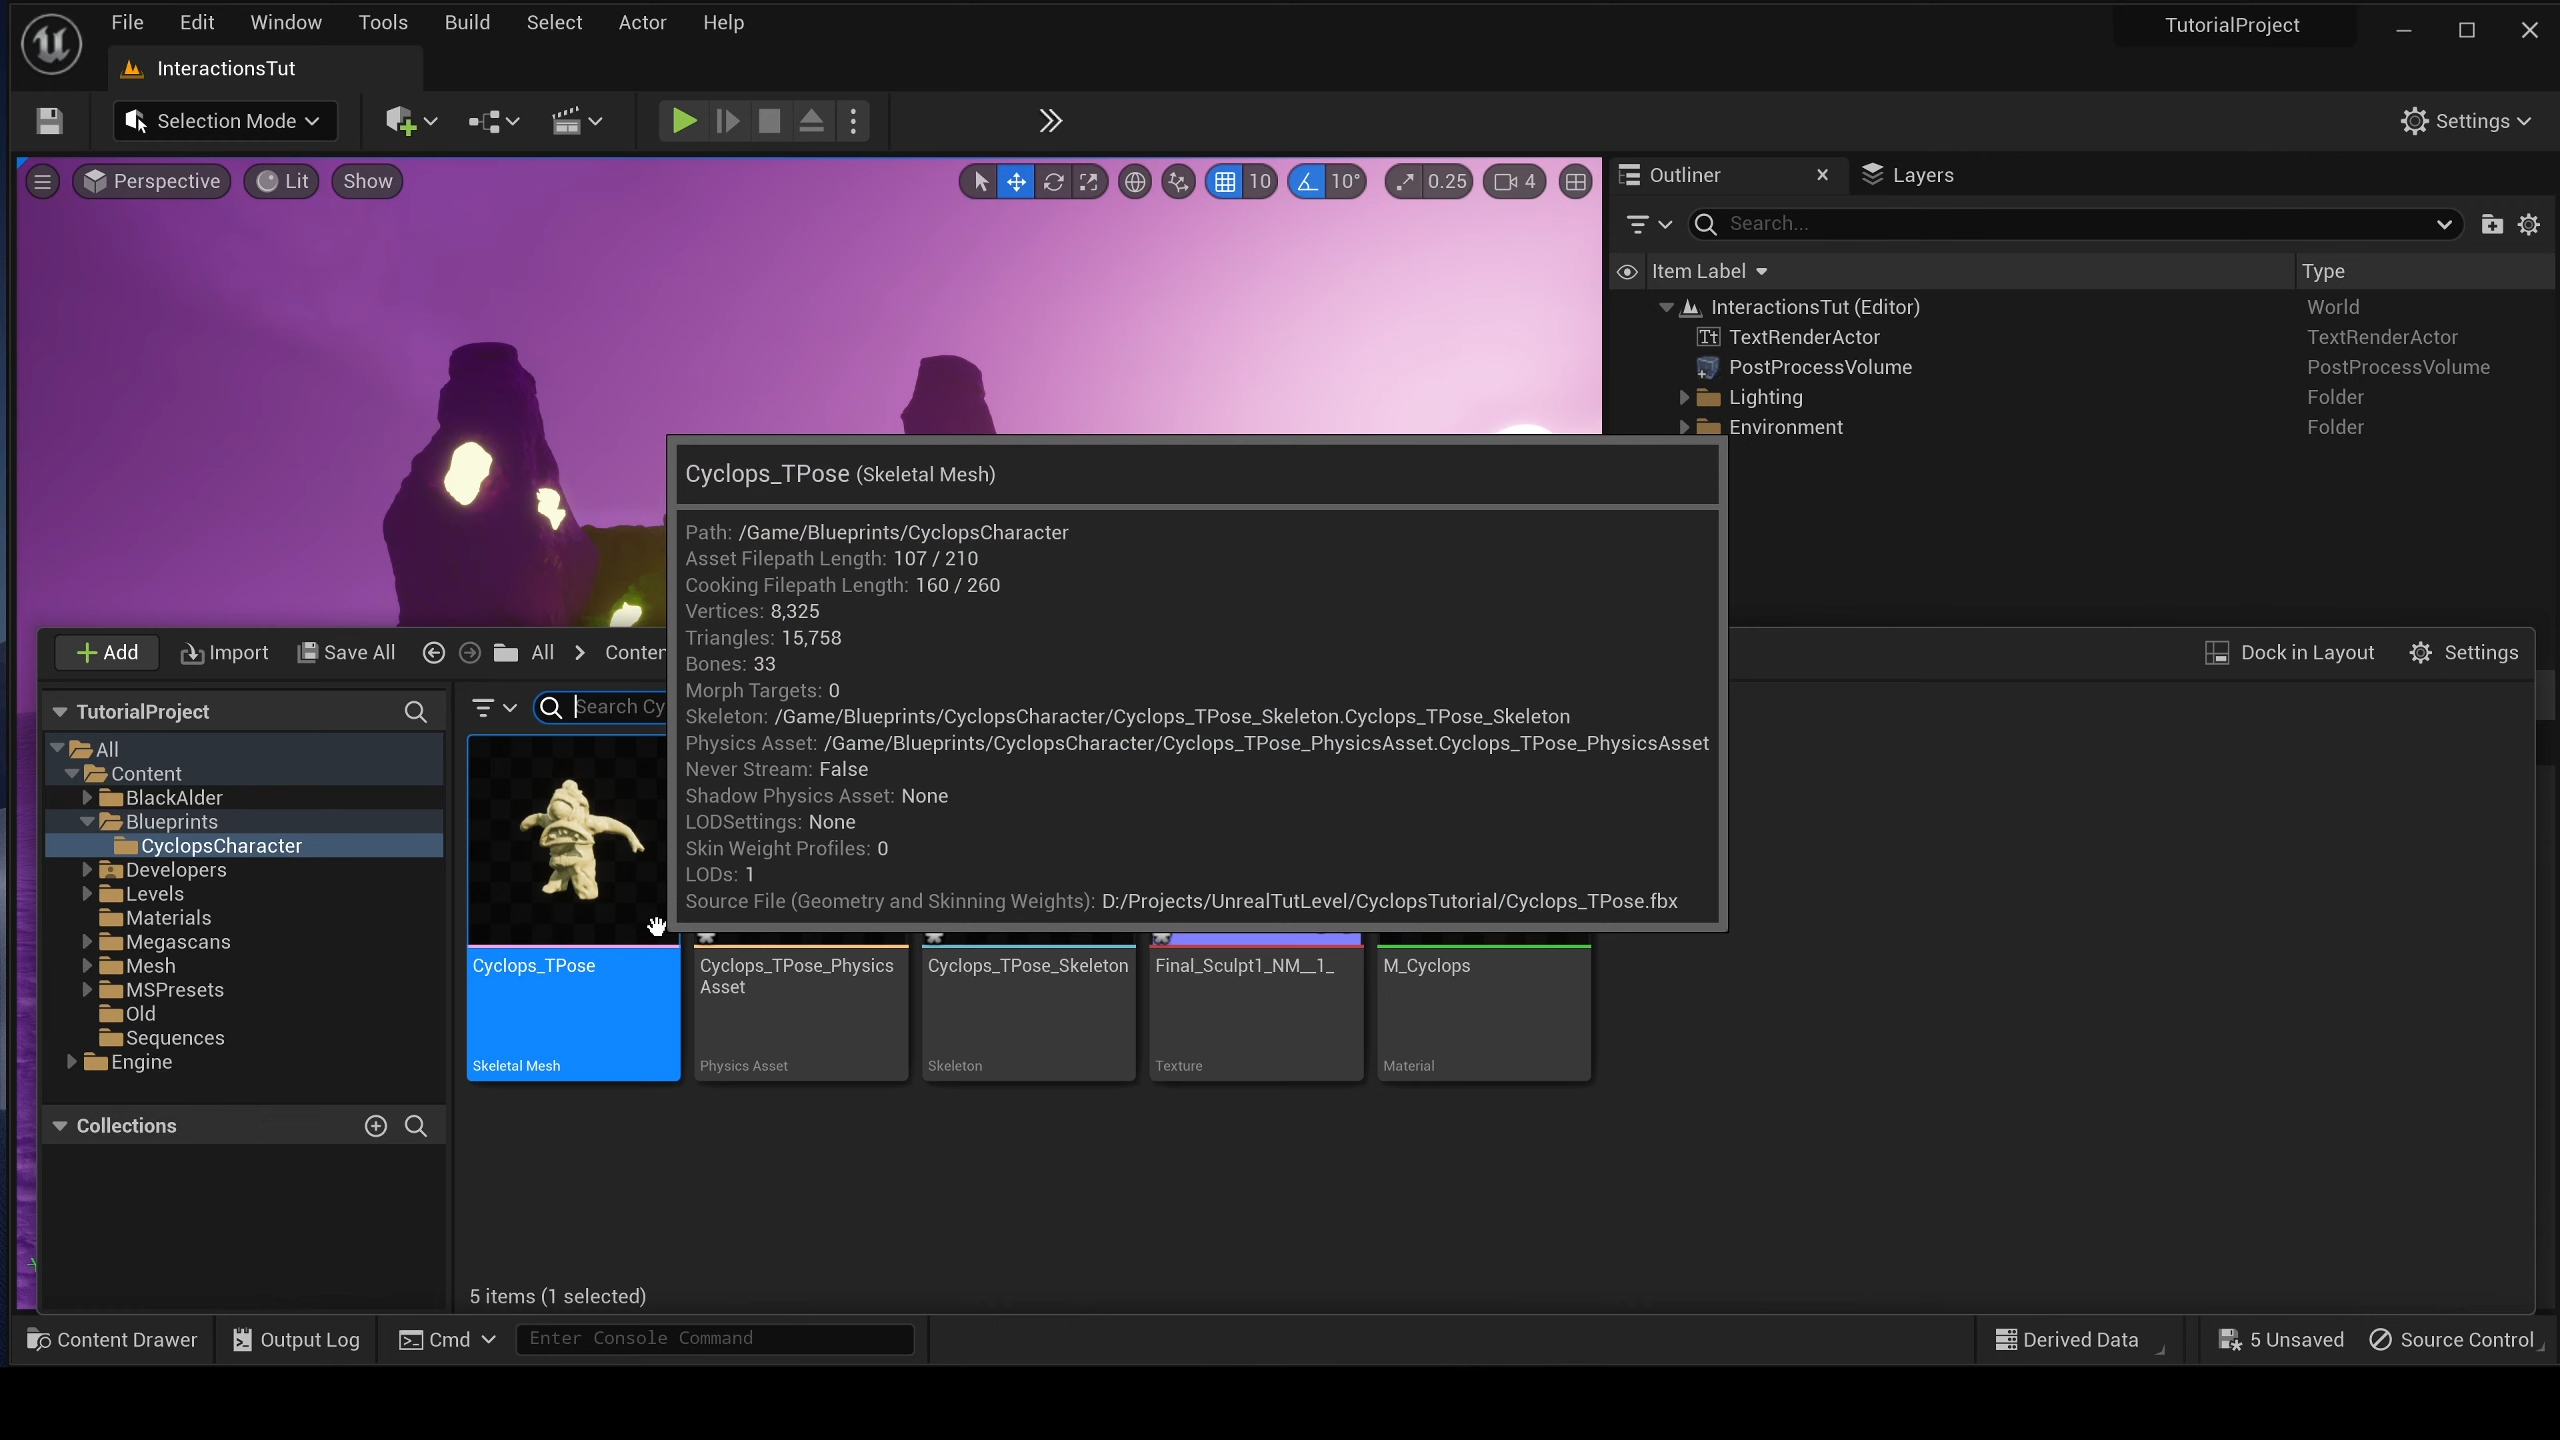 File Edit Window Tools Build Select Actor Help
TutorialProject
InteractionsTut
Selection Mode
Settings
Perspective
Lit
Show
10
10°
0.25
4
Outliner
Layers
Search...
Item Label
Type
InteractionsTut (Editor)
World
TextRenderActor
TextRenderActor
PostProcessVolume
PostProcessVolume
Lighting
Folder
Environment
Folder
Cyclops_TPose (Skeletal Mesh)
Path: /Game/Blueprints/CyclopsCharacter
Asset Filepath Length: 107 / 210
Cooking Filepath Length: 160 / 260
Vertices: 8,325
Triangles: 15,758
Bones: 33
Morph Targets: 0
Skeleton: /Game/Blueprints/CyclopsCharacter/Cyclops_TPose_Skeleton.Cyclops_TPose_Skeleton
Physics Asset: /Game/Blueprints/CyclopsCharacter/Cyclops_TPose_PhysicsAsset.Cyclops_TPose_PhysicsAsset
Never Stream: False
Shadow Physics Asset: None
LODSettings: None
Skin Weight Profiles: 0
LODs: 1
Source File (Geometry and Skinning Weights): D:/Projects/UnrealTutLevel/CyclopsTutorial/Cyclops_TPose.fbx
Add
Import
Save All
All
Conten
Dock in Layout
Settings
TutorialProject
Search Cy
All
Content
BlackAlder
Blueprints
CyclopsCharacter
Developers
Levels
Materials
Megascans
Mesh
MSPresets
Old
Sequences
Engine
Collections
Cyclops_TPose
Skeletal Mesh
Cyclops_TPose_Physics
Asset
Physics Asset
Cyclops_TPose_Skeleton
Skeleton
Final_Sculpt1_NM__1_
Texture
M_Cyclops
Material
5 items (1 selected)
Content Drawer
Output Log
Cmd
Enter Console Command
Derived Data
5 Unsaved
Source Control